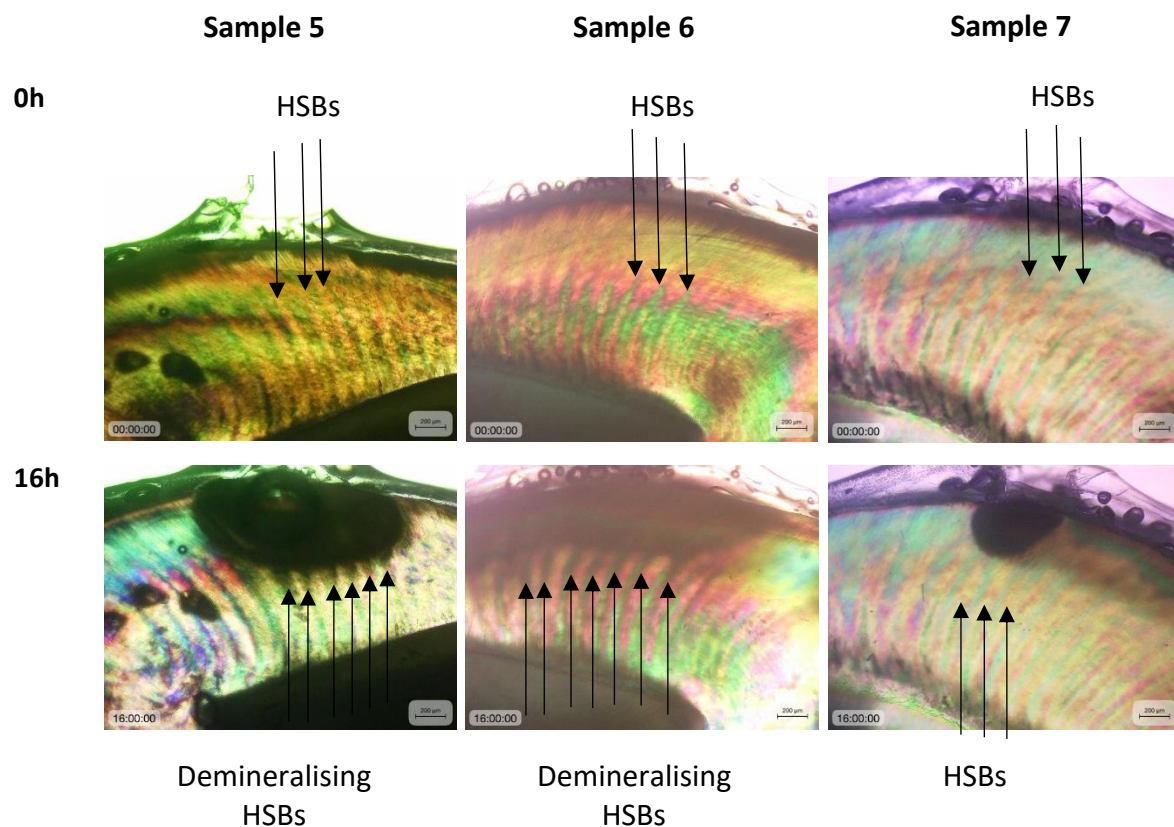 Sample 5 Sample 6 Sample 7
0h
HSBs HSBs HSBs
00:00:00 200 µm 00:00:00 200 µm 00:00:00 200 µm
16h
16:00:00 200 µm 16:00:00 200 µm 16:00:00 200 µm
Demineralising Demineralising HSBs
HSBs HSBs